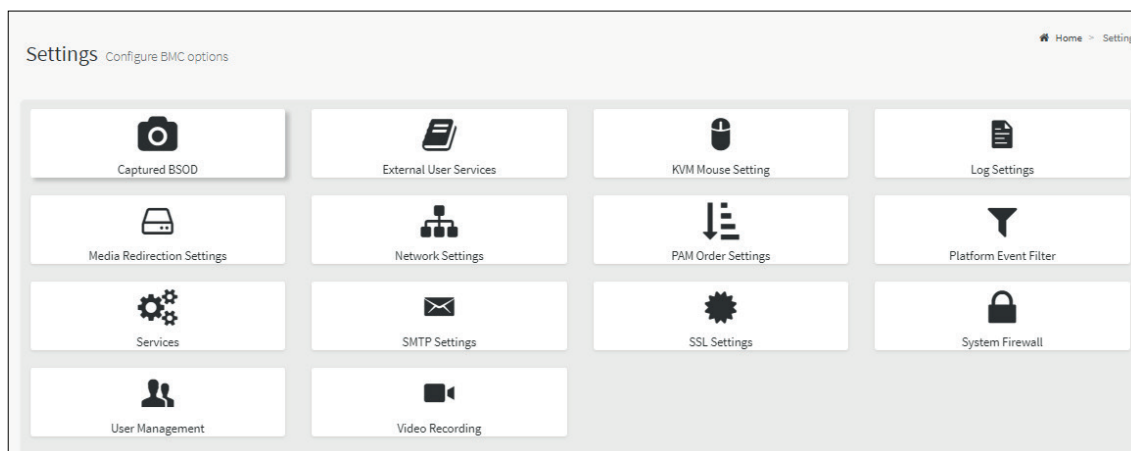 Home > Setting
Settings Configure BMC options
Captured BSOD
External User Services
KVM Mouse Setting
Log Settings
Media Redirection Settings
Network Settings
PAM Order Settings
Platform Event Filter
Services
SMTP Settings
SSL Settings
System Firewall
User Management
Video Recording